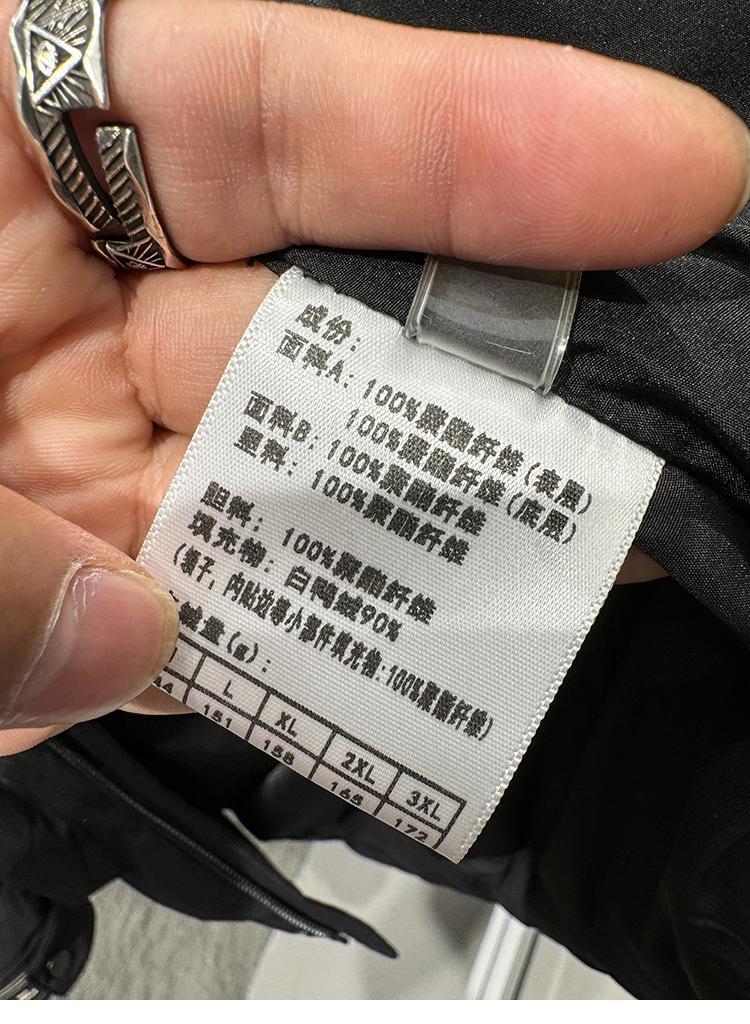 成份:
面料A: 100%聚酯纤维(表层)
100%聚酯纤维(底层)
面料B: 100%聚酯纤维
里料: 100%聚酯纤维
胆料: 100%聚酯纤维
填充物: 白鸭绒90%
(领子,内贴边等小部件填充物:100%聚酯纤维)
绒量(g):
L XL 2XL 3XL
151 158 165 172